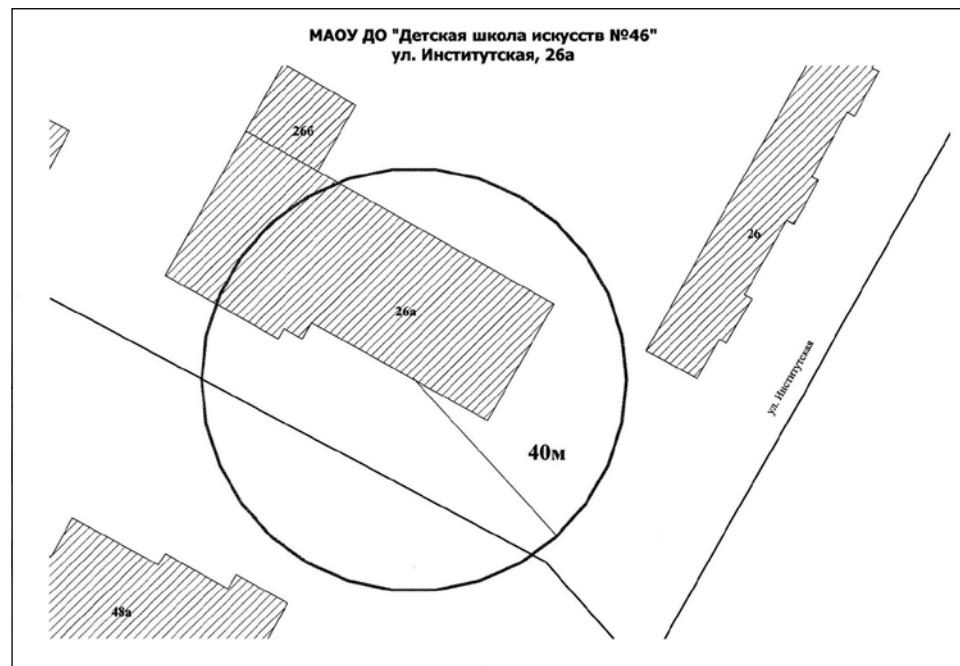 МАОУ ДО "Детская школа искусств №46"
ул. Институтская, 26а
26б
26
26а
ул. Институтская
40м
48а